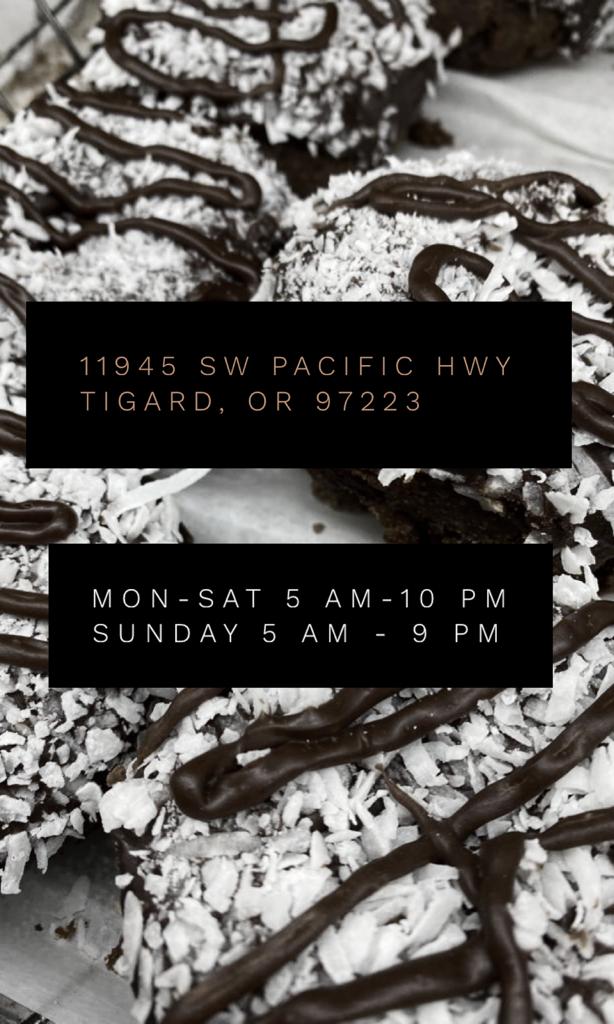 11945 SW PACIFIC HWY
TIGARD, OR 97223
MON-SAT 5 AM-10 PM
SUNDAY 5 AM - 9 PM